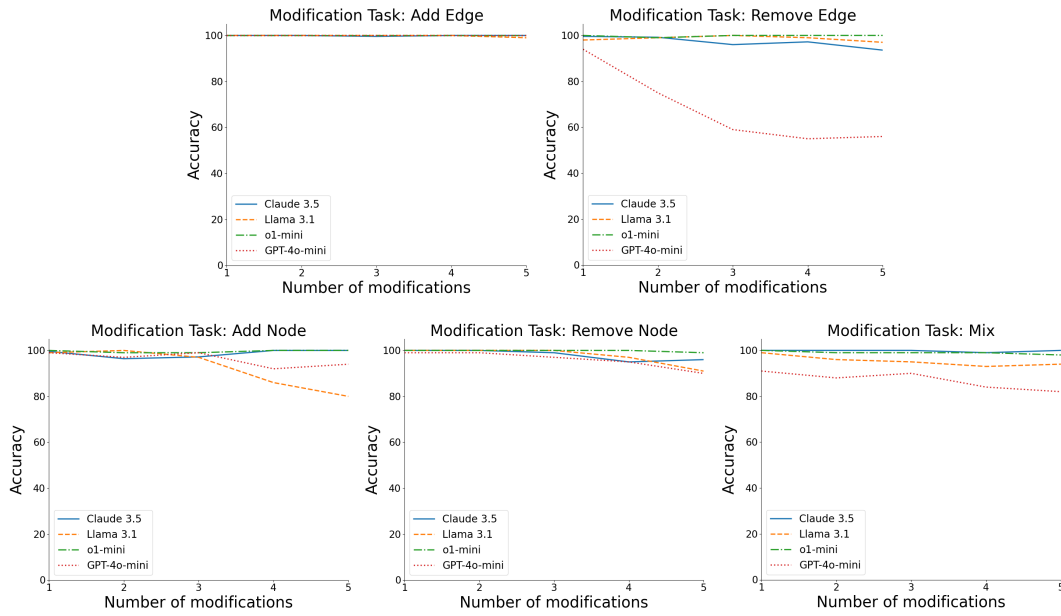 Modification Task: Add Edge
100
80
60
40
20
0
Accuracy
Claude 3.5
Llama 3.1
o1-mini
GPT-4o-mini
1 2 3 4 5
Number of modifications
Modification Task: Remove Edge
100
80
60
40
20
0
Accuracy
Claude 3.5
Llama 3.1
o1-mini
GPT-4o-mini
1 2 3 4 5
Number of modifications
Modification Task: Add Node
100
80
60
40
20
0
Accuracy
Claude 3.5
Llama 3.1
o1-mini
GPT-4o-mini
1 2 3 4 5
Number of modifications
Modification Task: Remove Node
100
80
60
40
20
0
Accuracy
Claude 3.5
Llama 3.1
o1-mini
GPT-4o-mini
1 2 3 4 5
Number of modifications
Modification Task: Mix
100
80
60
40
20
0
Accuracy
Claude 3.5
Llama 3.1
o1-mini
GPT-4o-mini
1 2 3 4 5
Number of modifications